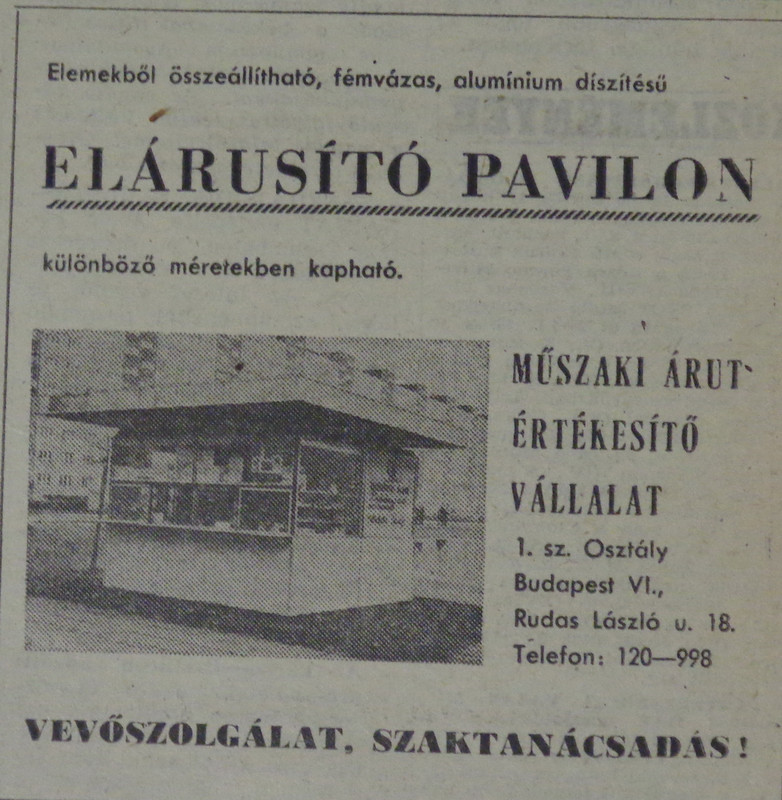 Elemekből összeállítható, fémvázas, alumínium díszítésű
ELÁRUSÍTÓ PAVILON
különböző méretekben kapható.
MŰSZAKI ÁRUT
ÉRTÉKESÍTŐ
VÁLLALAT
1. sz. Osztály
Budapest VI.,
Rudas László u. 18.
Telefon: 120—998
VEVŐSZOLGÁLAT, SZAKTANÁCSADÁS!